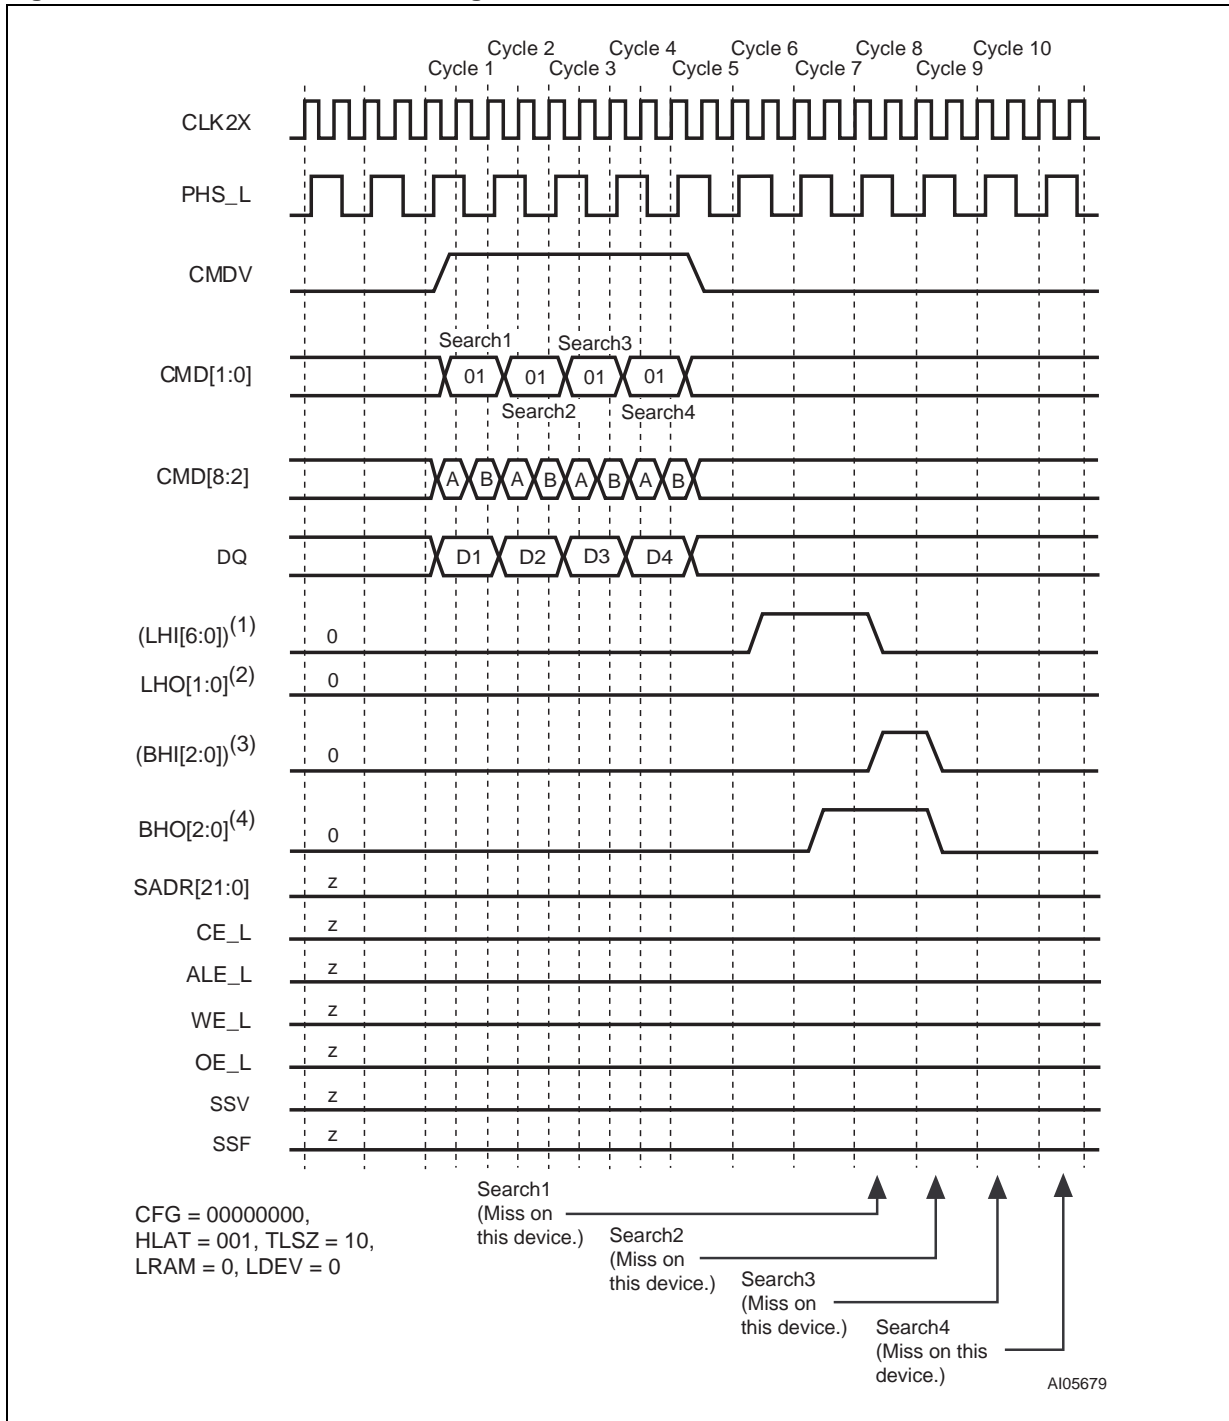 Cycle 2 Cycle 4 Cycle 6 Cycle 8 Cycle 10
Cycle 1 Cycle 3 Cycle 5 Cycle 7 Cycle 9
CLK2X
PHS_L
CMDV
Search1 Search3
CMD[1:0] 01 01 01 01
Search2 Search4
CMD[8:2] A B A B A B A B
DQ D1 D2 D3 D4
(LHI[6:0])(1) 0
LHO[1:0](2) 0
(BHI[2:0])(3) 0
BHO[2:0](4) 0
SADR[21:0] z
CE_L z
ALE_L z
WE_L z
OE_L z
SSV z
SSF z
CFG = 00000000,
HLAT = 001, TLSZ = 10,
LRAM = 0, LDEV = 0
Search1
(Miss on
this device.)
Search2
(Miss on
this device.)
Search3
(Miss on
this device.)
Search4
(Miss on this
device.)
AI05679